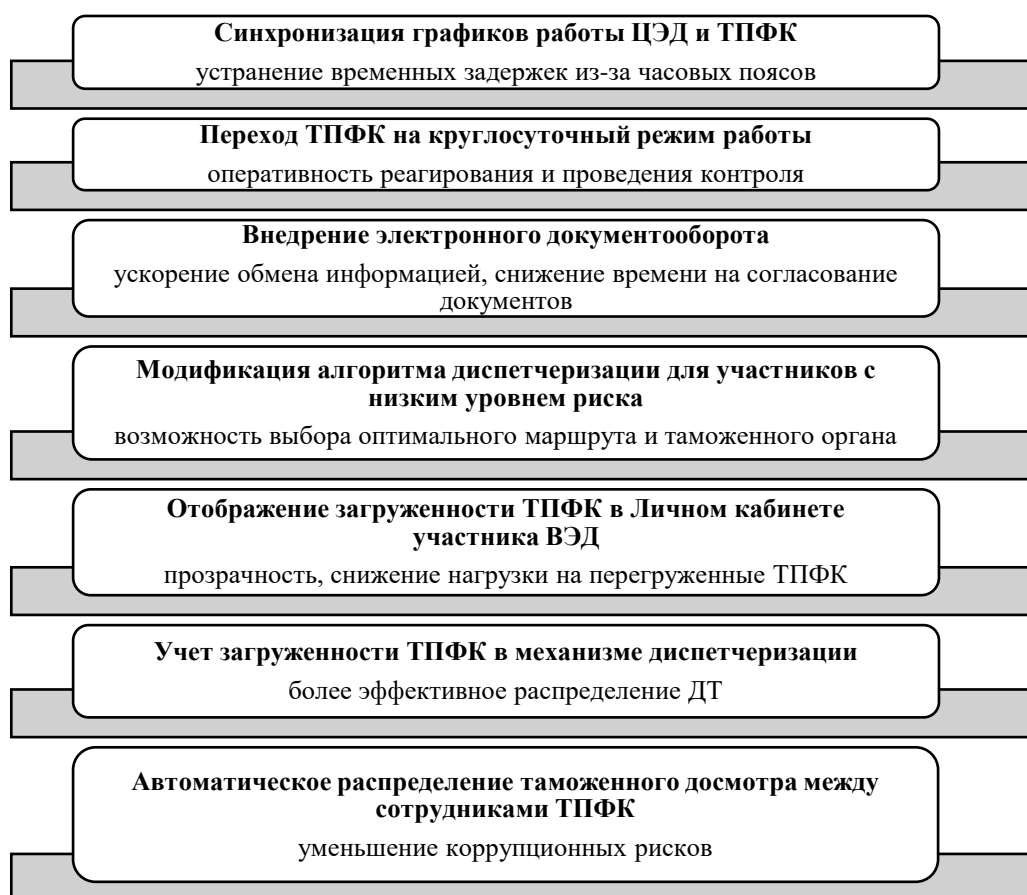 Синхронизация графиков работы ЦЭД и ТПФК
устранение временных задержек из-за часовых поясов
Переход ТПФК на круглосуточный режим работы
оперативность реагирования и проведения контроля
Внедрение электронного документооборота
ускорение обмена информацией, снижение времени на согласование
документов
Модификация алгоритма диспетчеризации для участников с
низким уровнем риска
возможность выбора оптимального маршрута и таможенного органа
Отображение загруженности ТПФК в Личном кабинете
участника ВЭД
прозрачность, снижение нагрузки на перегруженные ТПФК
Учет загруженности ТПФК в механизме диспетчеризации
более эффективное распределение ДТ
Автоматическое распределение таможенного досмотра между
сотрудниками ТПФК
уменьшение коррупционных рисков